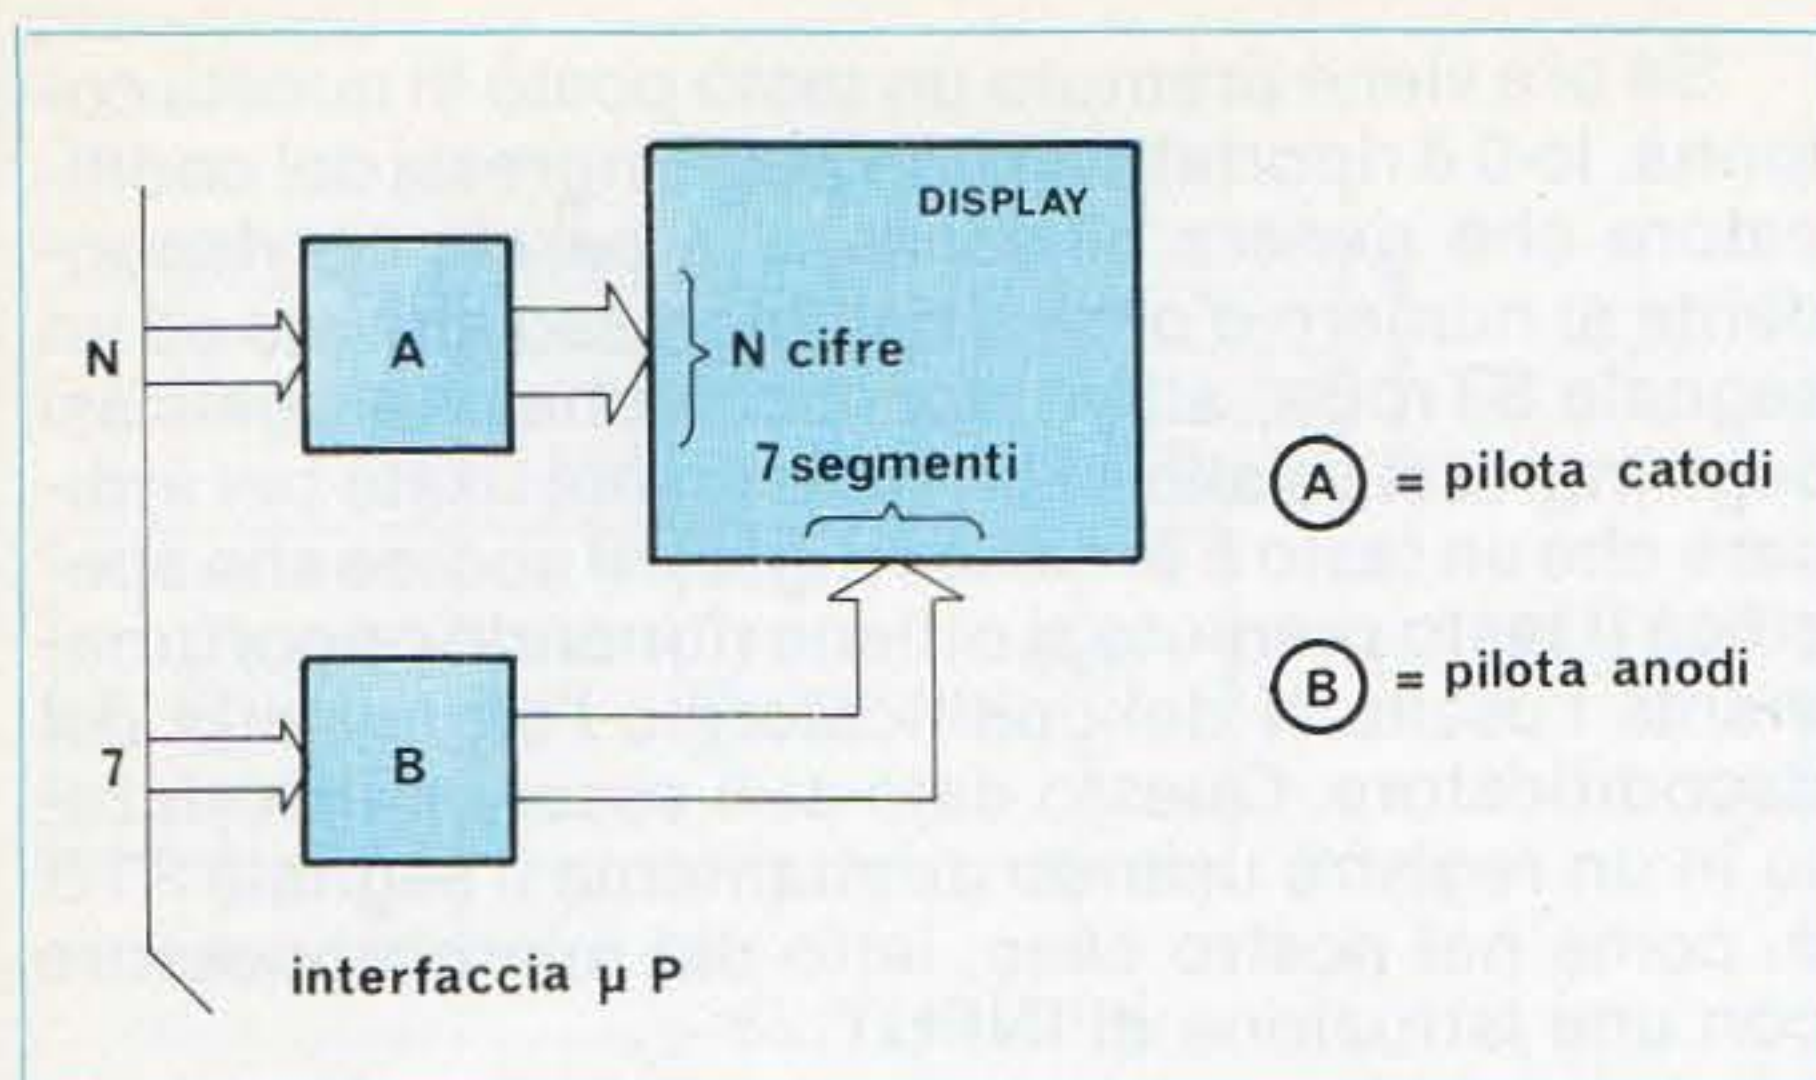 DISPLAY
N
A
N cifre
7 segmenti
A = pilota catodi
B = pilota anodi
7
B
interfaccia µ P